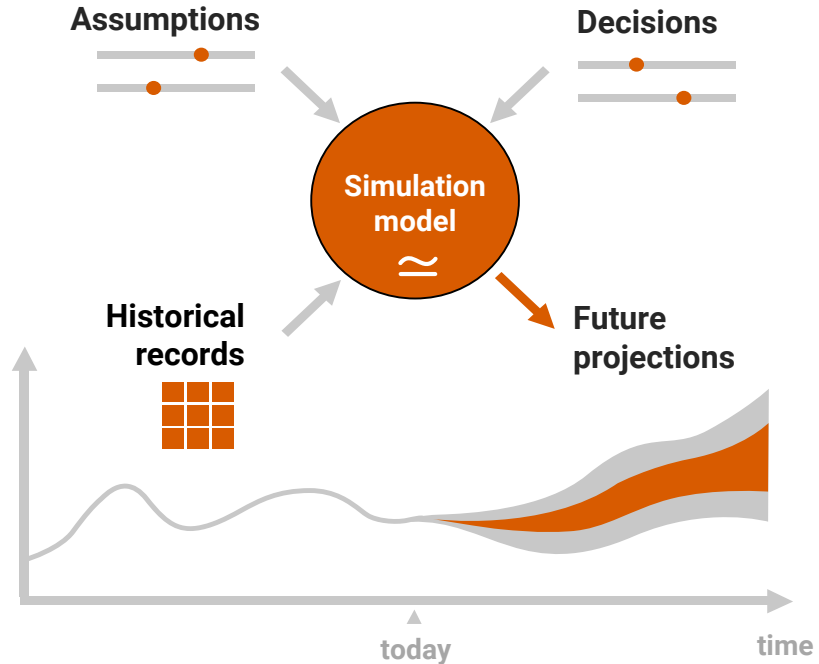 Assumptions
Decisions
Simulation
model
≃
Historical
records
Future
projections
today
time